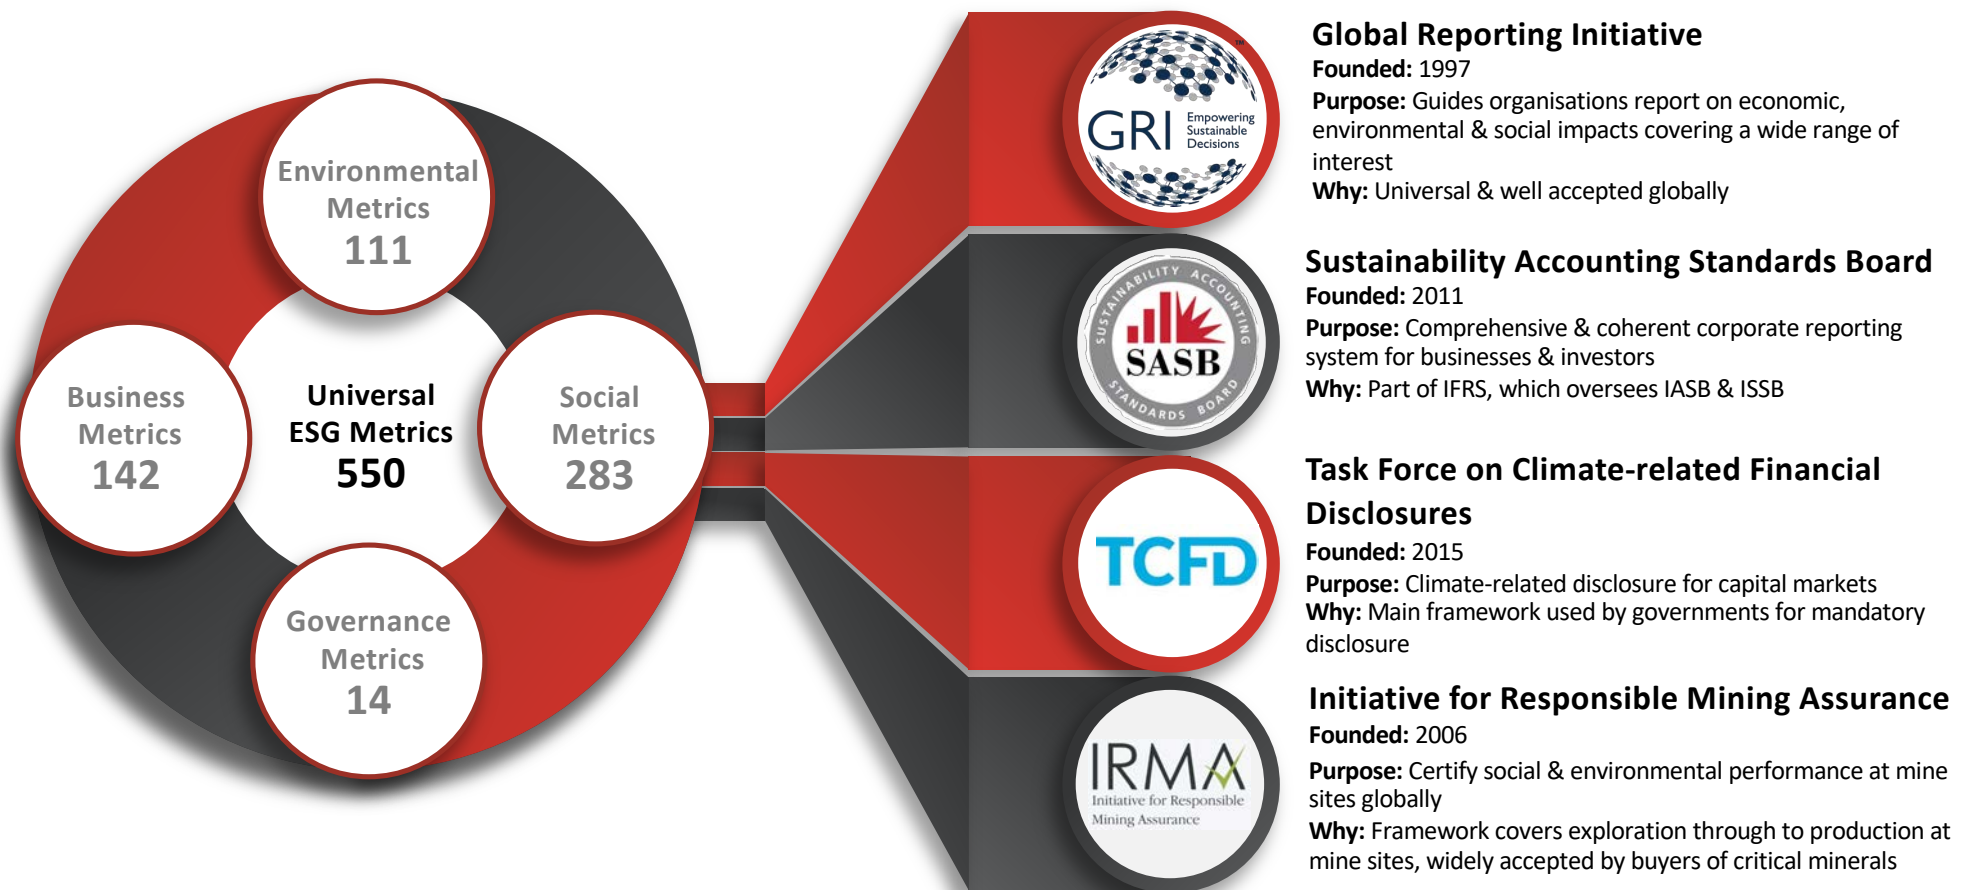 Environmental
Metrics
111
Business
Metrics
142
Universal
ESG Metrics
550
Social
Metrics
283
Governance
Metrics
14
TM
GRI
Empowering
Sustainable
Decisions
Global Reporting Initiative
Founded: 1997
Purpose: Guides organisations report on economic,
environmental & social impacts covering a wide range of
interest
Why: Universal & well accepted globally
SUSTAINABILITY ACCOUNTING
SASB
STANDARDS BOARD
Sustainability Accounting Standards Board
Founded: 2011
Purpose: Comprehensive & coherent corporate reporting
system for businesses & investors
Why: Part of IFRS, which oversees IASB & ISSB
TCFD
Task Force on Climate-related Financial
Disclosures
Founded: 2015
Purpose: Climate-related disclosure for capital markets
Why: Main framework used by governments for mandatory
disclosure
IRMA
Initiative for Responsible
Mining Assurance
Initiative for Responsible Mining Assurance
Founded: 2006
Purpose: Certify social & environmental performance at mine
sites globally
Why: Framework covers exploration through to production at
mine sites, widely accepted by buyers of critical minerals